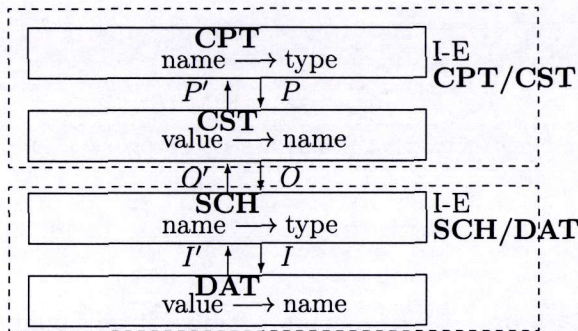 CPT
name ⟶ type
I-E
CPT/CST
P′ P
CST
value ⟶ name
O′ O
SCH
name ⟶ type
I-E
SCH/DAT
I′ I
DAT
value ⟶ name